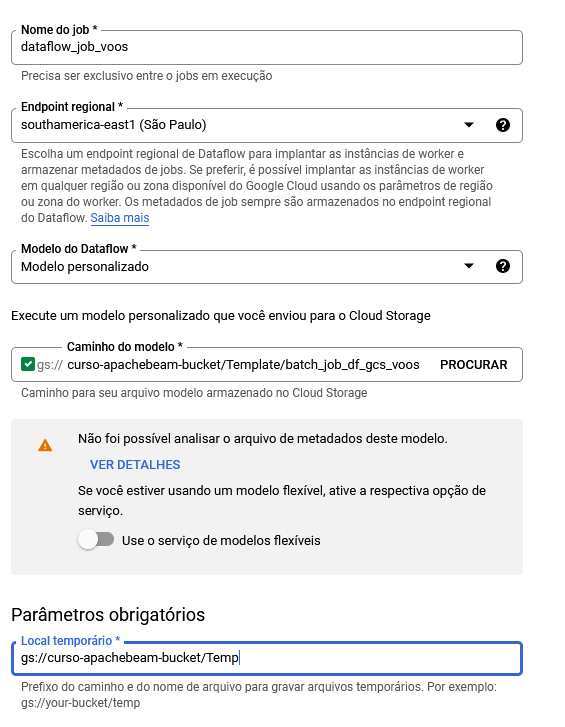 Nome do job *
dataflow_job_voos
Precisa ser exclusivo entre o jobs em execução
Endpoint regional *
southamerica-east1 (São Paulo)
?
Escolha um endpoint regional de Dataflow para implantar as instâncias de worker e
armazenar metadados de jobs. Se preferir, é possível implantar as instâncias de worker
em qualquer região ou zona disponível do Google Cloud usando os parâmetros de região
ou zona do worker. Os metadados de job sempre são armazenados no endpoint regional
do Dataflow. Saiba mais
Modelo do Dataflow *
Modelo personalizado
?
Execute um modelo personalizado que você enviou para o Cloud Storage
Caminho do modelo *
gs:// curso-apachebeam-bucket/Template/batch_job_df_gcs_voos PROCURAR
Caminho para seu arquivo modelo armazenado no Cloud Storage
Não foi possível analisar o arquivo de metadados deste modelo.
VER DETALHES
Se você estiver usando um modelo flexível, ative a respectiva opção de
serviço.
Use o serviço de modelos flexíveis
Parâmetros obrigatórios
Local temporário *
gs://curso-apachebeam-bucket/Temp
Prefixo do caminho e do nome de arquivo para gravar arquivos temporários. Por exemplo:
gs://your-bucket/temp